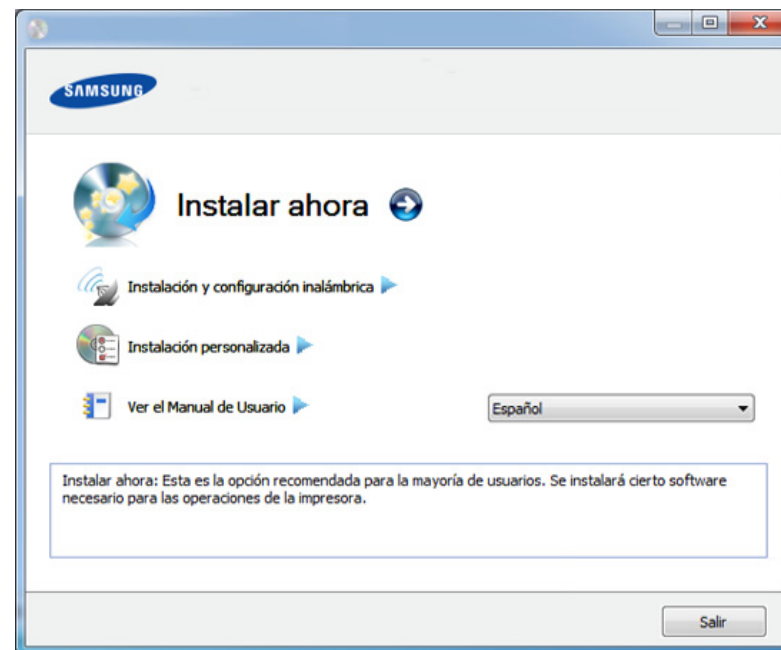 SAMSUNG
Instalar ahora
Instalación y configuración inalámbrica
Instalación personalizada
Ver el Manual de Usuario
Español
Instalar ahora: Esta es la opción recomendada para la mayoría de usuarios. Se instalará cierto software
necesario para las operaciones de la impresora.
Salir